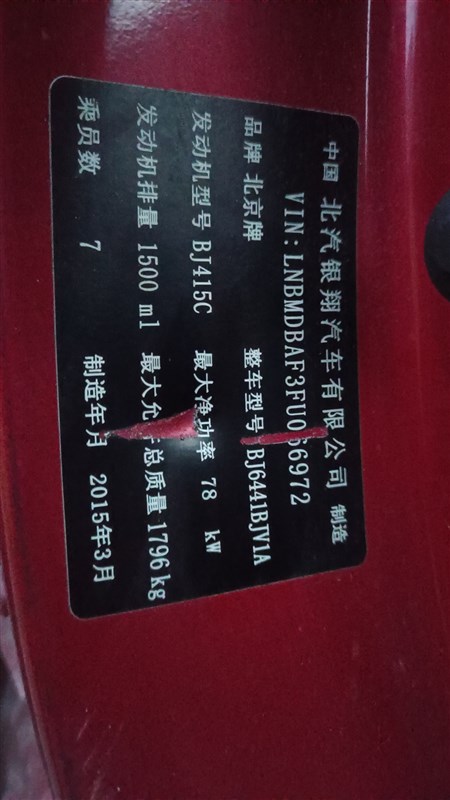 中国 北汽银翔汽车有限公司 制造
VIN:LNBMDBAF3FU0 6972
品牌 北京牌 整车型号 BJ6441BJV1A
发动机型号 BJ415C 最大净功率 78 kW
发动机排量 1500 ml 最大允许总质量 1796 kg
乘员数 7 制造年月 2015年3月